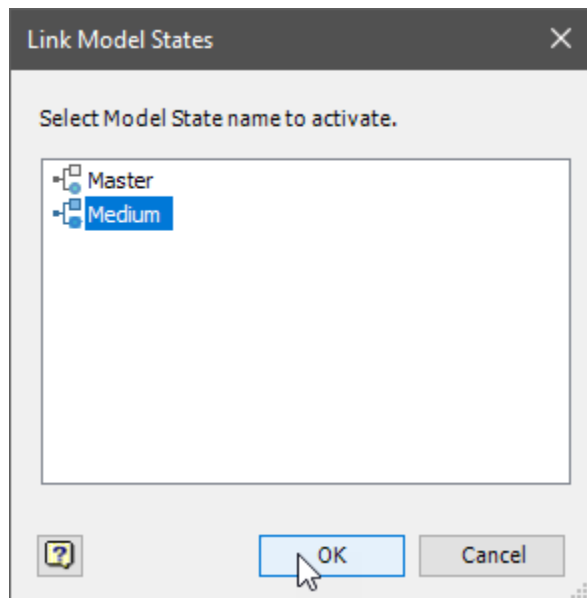 Link Model States
Select Model State name to activate.
Master
Medium
OK
Cancel